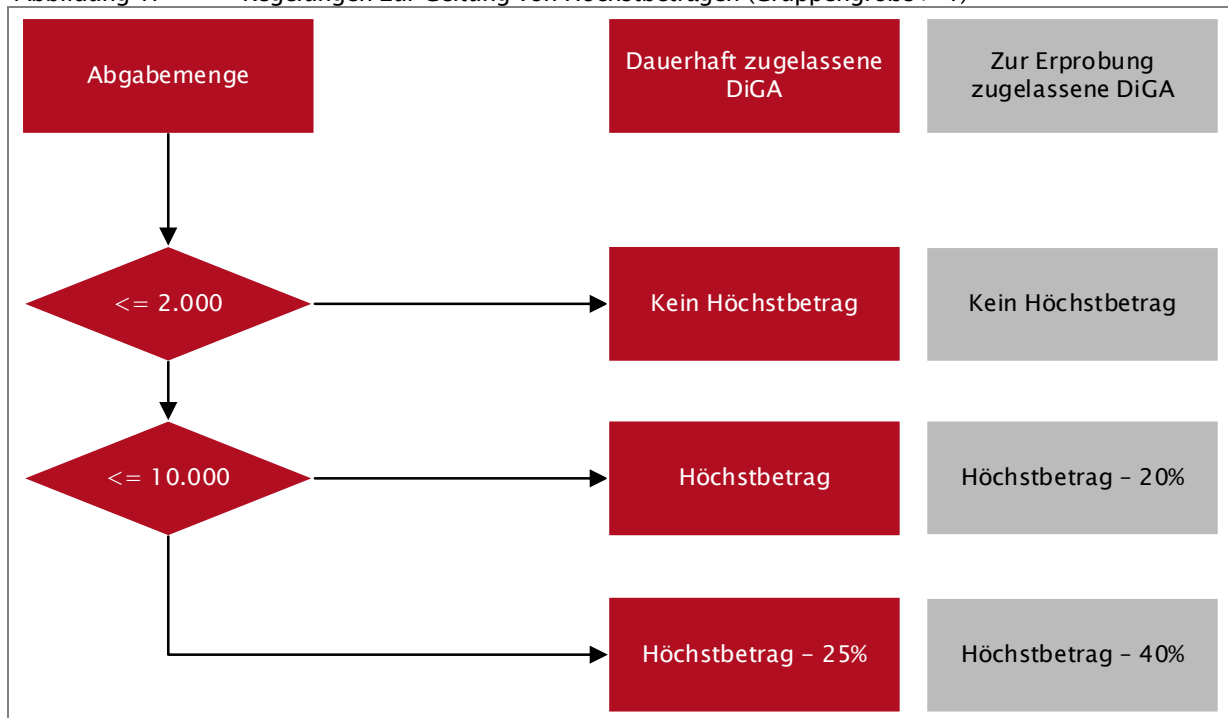 Abgabemenge
Dauerhaft zugelassene
DiGA
Zur Erprobung
zugelassene DiGA
<= 2.000
Kein Höchstbetrag
Kein Höchstbetrag
<= 10.000
Höchstbetrag
Höchstbetrag – 20%
Höchstbetrag – 25%
Höchstbetrag – 40%